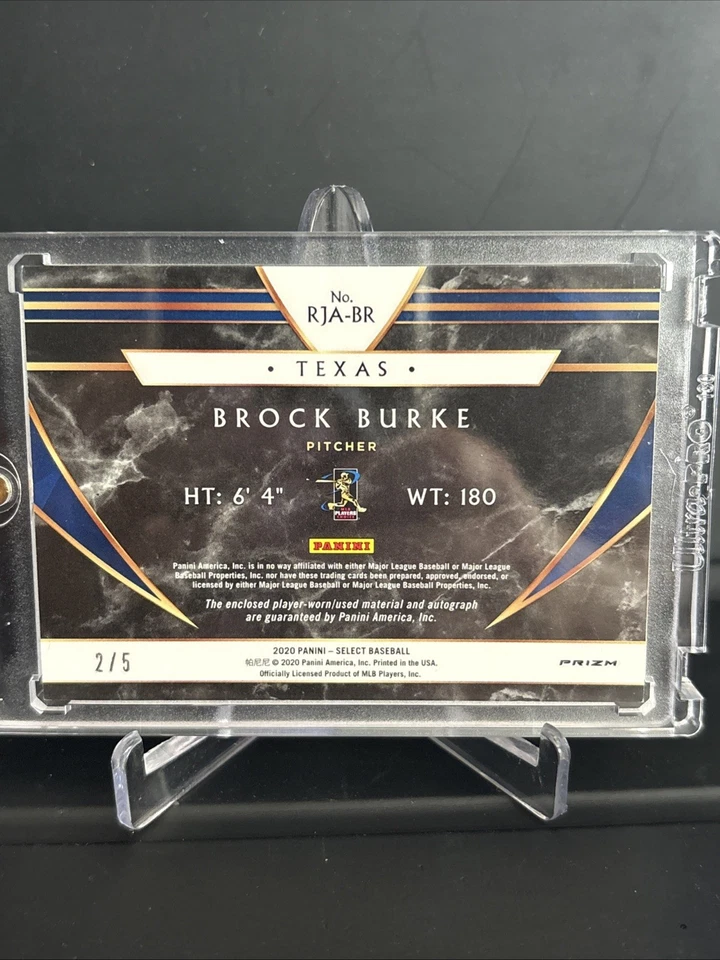 No.
RJA-BR
• TEXAS •
BROCK BURKE
PITCHER
HT: 6' 4"
WT: 180
MLB
PLAYERS
PANINI
Panini America, Inc. is in no way affiliated with either Major League Baseball or Major League
Baseball Properties, Inc. nor have these trading cards been prepared, approved, endorsed, or
licensed by either Major League Baseball or Major League Baseball Properties, Inc.
The enclosed player-worn/used material and autograph
are guaranteed by Panini America, Inc.
2/5
2020 PANINI – SELECT BASEBALL
帕尼尼 © 2020 Panini America, Inc. Printed in the USA.
Officially Licensed Product of MLB Players, Inc.
PRIZM
Ultra PRO